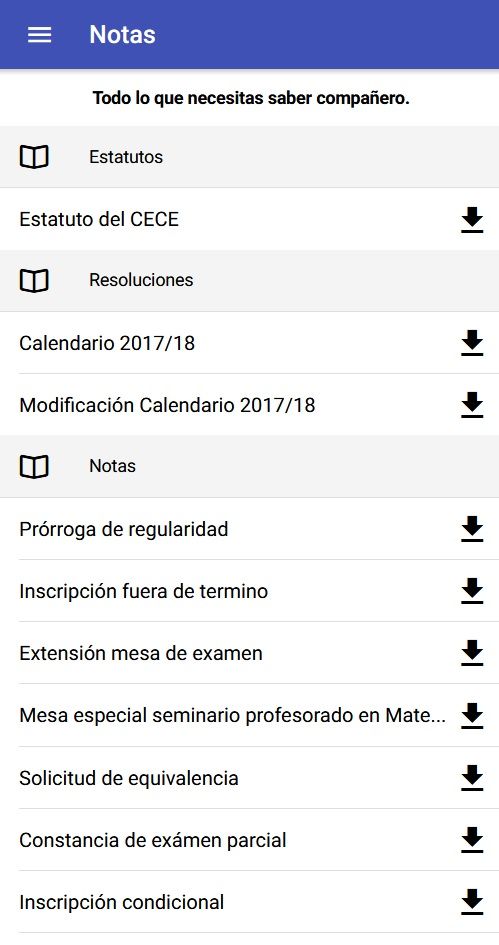 Notas
Todo lo que necesitas saber compañero.
Estatutos
Estatuto del CECE
Resoluciones
Calendario 2017/18
Modificación Calendario 2017/18
Notas
Prórroga de regularidad
Inscripción fuera de termino
Extensión mesa de examen
Mesa especial seminario profesorado en Mate...
Solicitud de equivalencia
Constancia de exámen parcial
Inscripción condicional